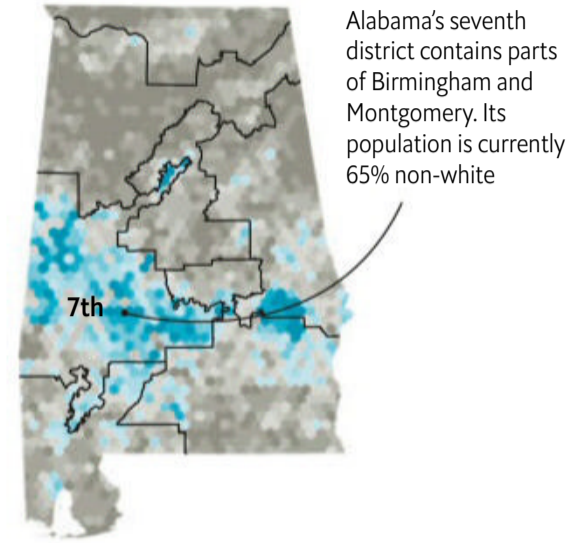 Alabama’s seventh
district contains parts
of Birmingham and
Montgomery. Its
population is currently
65% non-white
7th